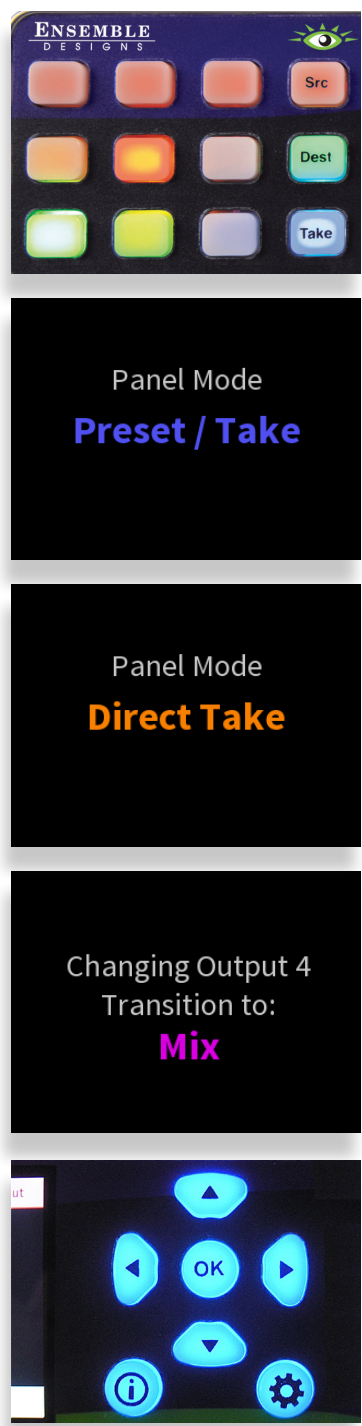 ENSEMBLE
DESIGNS
Src
Dest
Take
Panel Mode
Preset / Take
Panel Mode
Direct Take
Changing Output 4
Transition to:
Mix
ut
OK
i